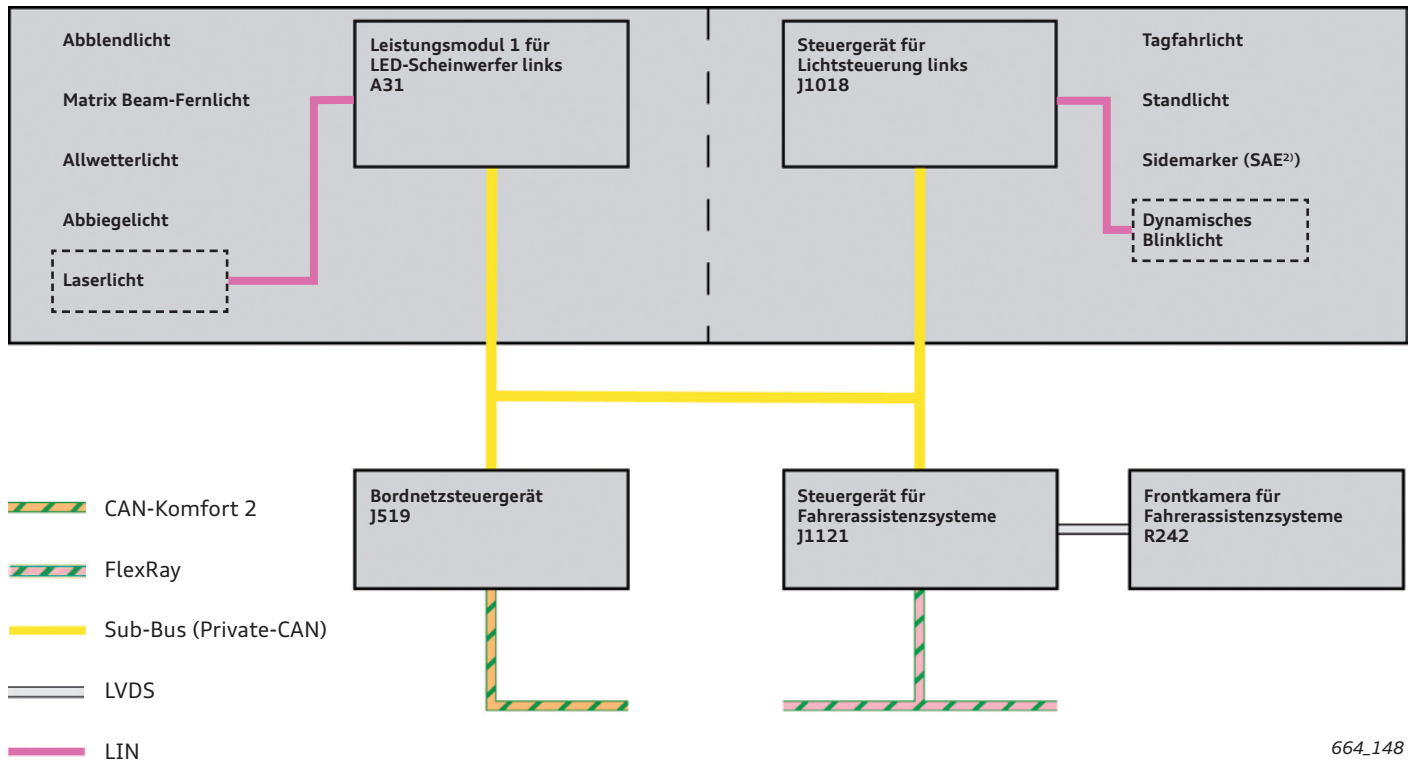 Abblendlicht
Matrix Beam-Fernlicht
Allwetterlicht
Abbiegelicht
Laserlicht
Leistungsmodul 1 für
LED-Scheinwerfer links
A31
Steuergerät für
Lichtsteuerung links
J1018
Tagfahrlicht
Standlicht
Sidemarker (SAE²⁾)
Dynamisches
Blinklicht
Bordnetzsteuergerät
J519
Steuergerät für
Fahrerassistenzsysteme
J1121
Frontkamera für
Fahrerassistenzsysteme
R242
CAN-Komfort 2
FlexRay
Sub-Bus (Private-CAN)
LVDS
LIN
664_148